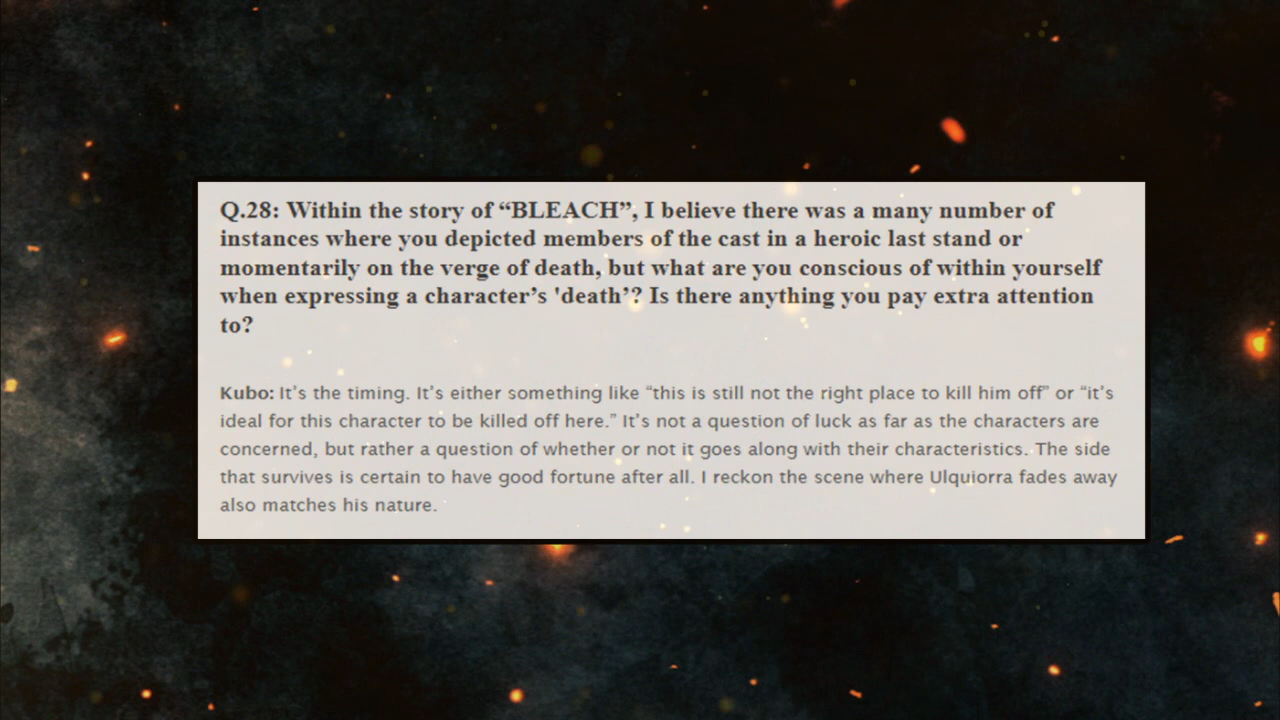 Q.28: Within the story of “BLEACH”, I believe there was a many number of
instances where you depicted members of the cast in a heroic last stand or
momentarily on the verge of death, but what are you conscious of within yourself
when expressing a character’s 'death’? Is there anything you pay extra attention
to?
Kubo: It’s the timing. It’s either something like “this is still not the right place to kill him off” or “it’s
ideal for this character to be killed off here.” It’s not a question of luck as far as the characters are
concerned, but rather a question of whether or not it goes along with their characteristics. The side
that survives is certain to have good fortune after all. I reckon the scene where Ulquiorra fades away
also matches his nature.